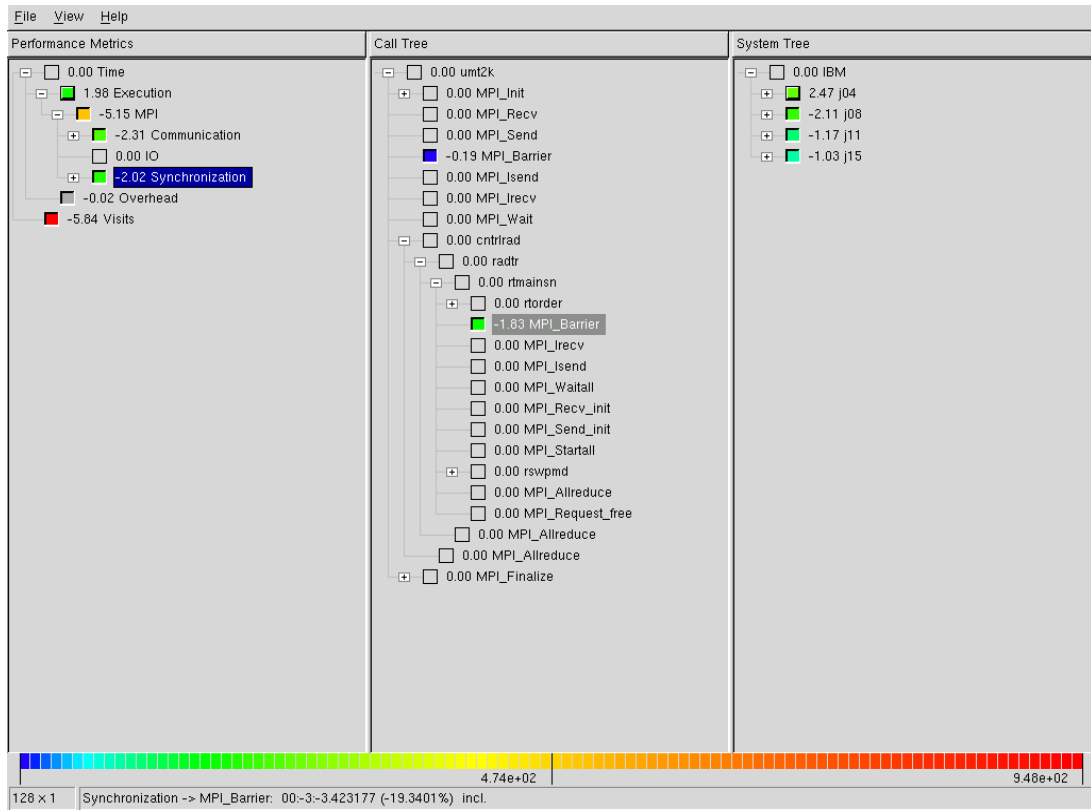 File View Help
Performance Metrics
0.00 Time
1.98 Execution
-5.15 MPI
-2.31 Communication
0.00 IO
-2.02 Synchronization
-0.02 Overhead
-5.84 Visits
Call Tree
0.00 umt2k
0.00 MPI_Init
0.00 MPI_Recv
0.00 MPI_Send
-0.19 MPI_Barrier
0.00 MPI_Isend
0.00 MPI_Irecv
0.00 MPI_Wait
0.00 cntrlrad
0.00 radtr
0.00 rtmainsn
0.00 rtorder
-1.83 MPI_Barrier
0.00 MPI_Irecv
0.00 MPI_Isend
0.00 MPI_Waitall
0.00 MPI_Recv_init
0.00 MPI_Send_init
0.00 MPI_Startall
0.00 rswpmd
0.00 MPI_Allreduce
0.00 MPI_Request_free
0.00 MPI_Allreduce
0.00 MPI_Allreduce
0.00 MPI_Finalize
System Tree
0.00 IBM
2.47 j04
-2.11 j08
-1.17 j11
-1.03 j15
4.74e+02 9.48e+02
128 x 1 Synchronization -> MPI_Barrier: 00:-3:-3.423177 (-19.3401%) incl.